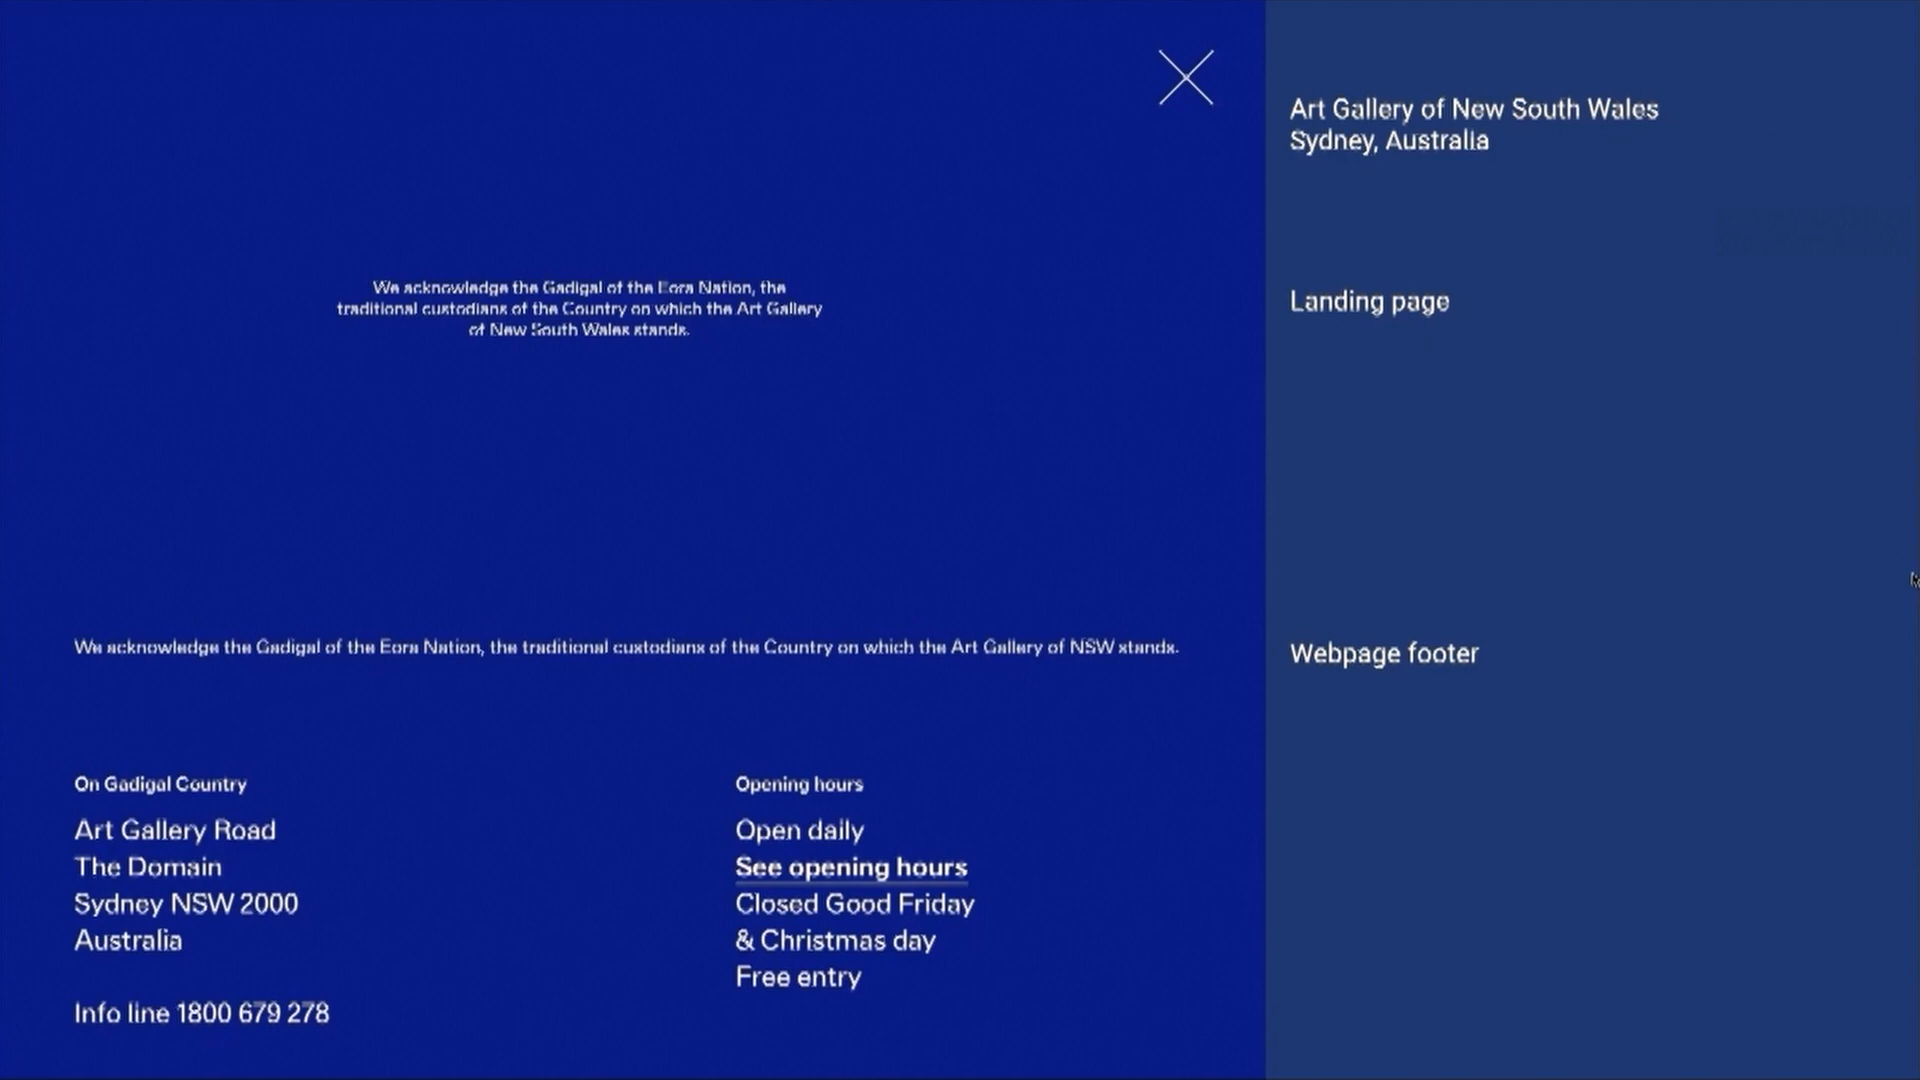 Art Gallery of New South Wales
Sydney, Australia
We acknowledge the Gadigal of the Eora Nation, the
traditional custodians of the Country on which the Art Gallery
of New South Wales stands.
Landing page
We acknowledge the Gadigal of the Eora Nation, the traditional custodians of the Country on which the Art Gallery of NSW stands.
Webpage footer
On Gadigal Country
Art Gallery Road
The Domain
Sydney NSW 2000
Australia
Info line 1800 679 278
Opening hours
Open daily
See opening hours
Closed Good Friday
& Christmas day
Free entry